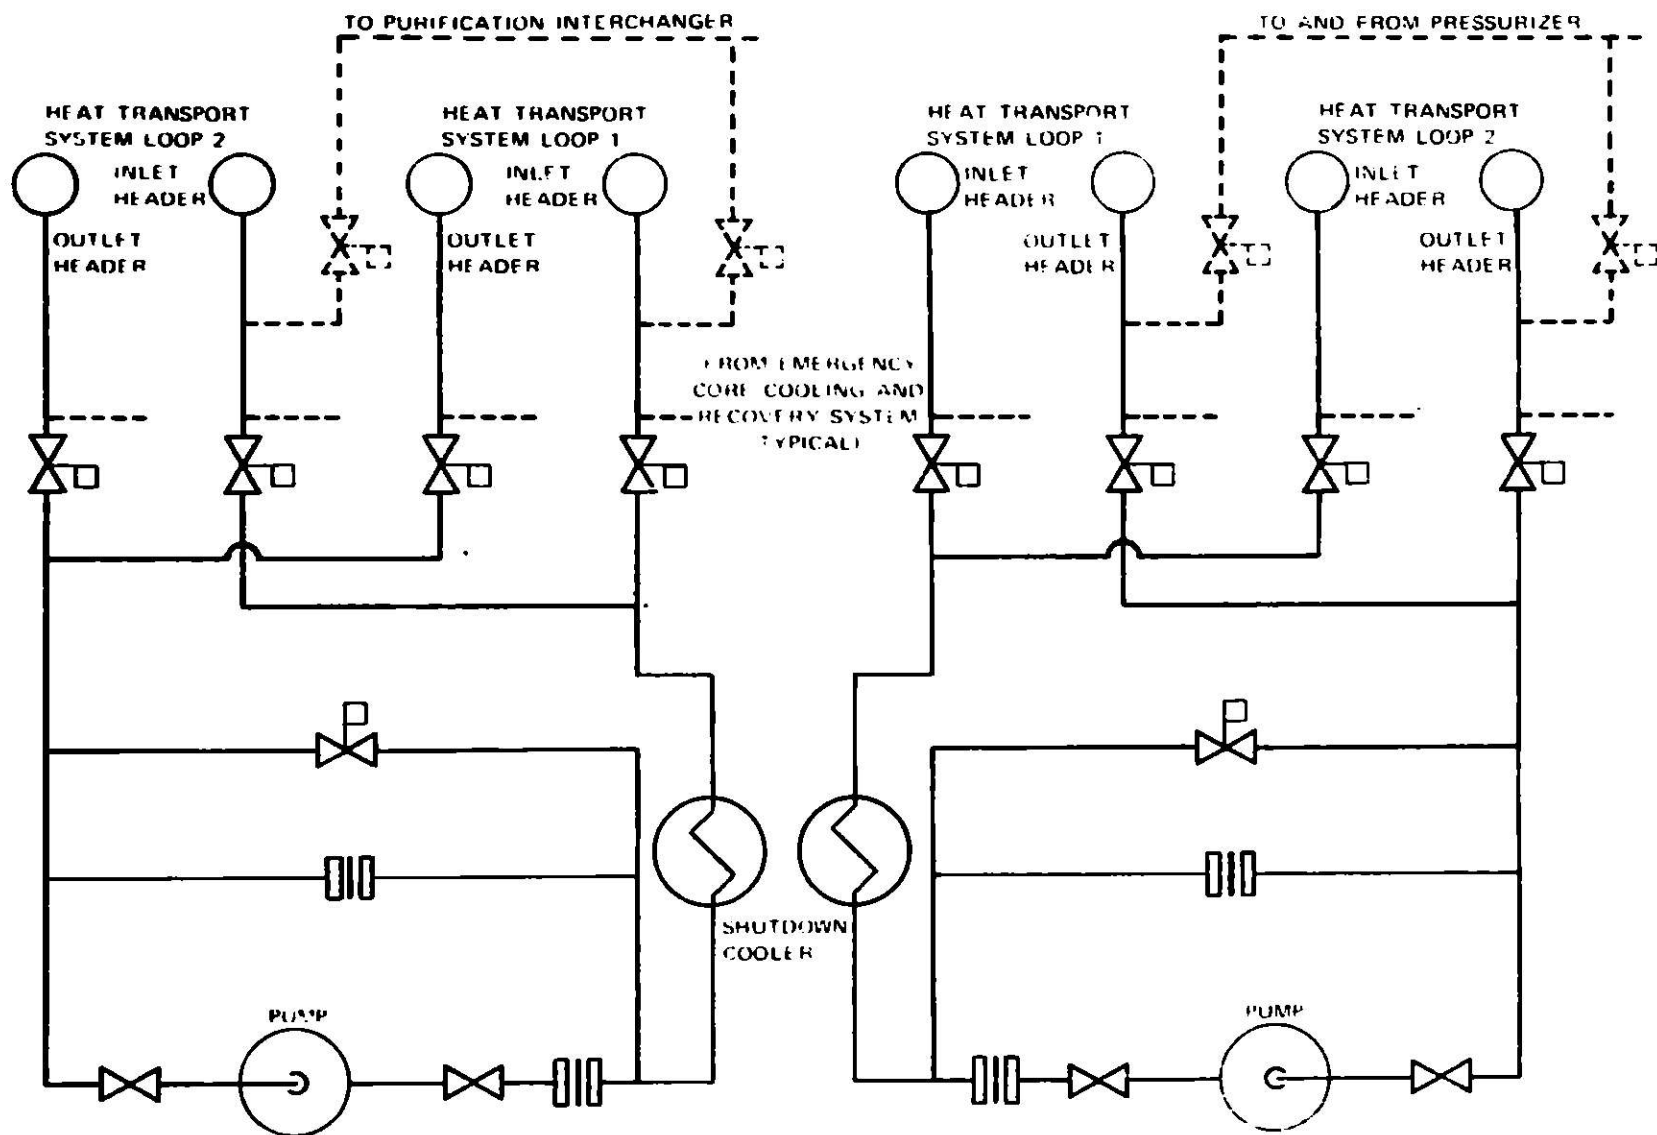 TO PURIFICATION INTERCHANGER
TO AND FROM PRESSURIZER
HEAT TRANSPORT
SYSTEM LOOP 2
HEAT TRANSPORT
SYSTEM LOOP 1
HEAT TRANSPORT
SYSTEM LOOP 1
HEAT TRANSPORT
SYSTEM LOOP 2
INLET
HEADER
INLET
HEADER
INLET
HEADER
INLET
HEADER
OUTLET
HEADER
OUTLET
HEADER
OUTLET
HEADER
OUTLET
HEADER
FROM EMERGENCY
CORE COOLING AND
RECOVERY SYSTEM
TYPICAL)
SHUTDOWN
COOLER
PUMP
PUMP